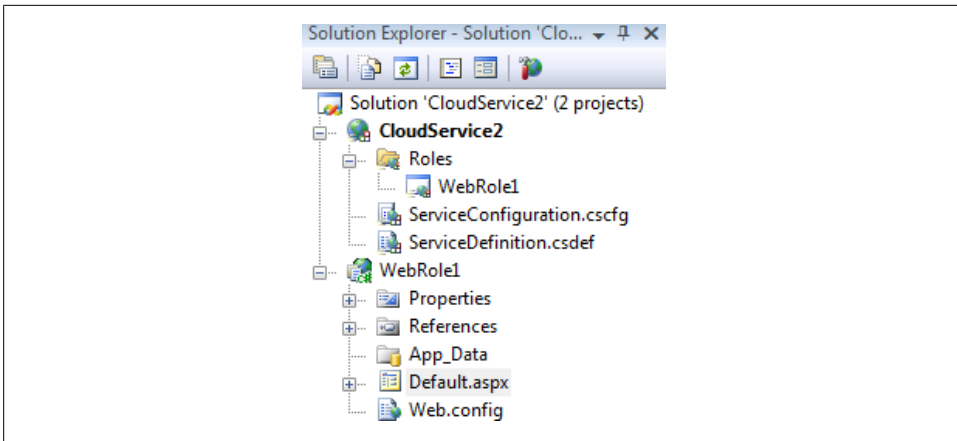 Solution Explorer - Solution 'Clo...
Solution 'CloudService2' (2 projects)
CloudService2
Roles
WebRole1
ServiceConfiguration.cscfg
ServiceDefinition.csdef
WebRole1
Properties
References
App_Data
Default.aspx
Web.config